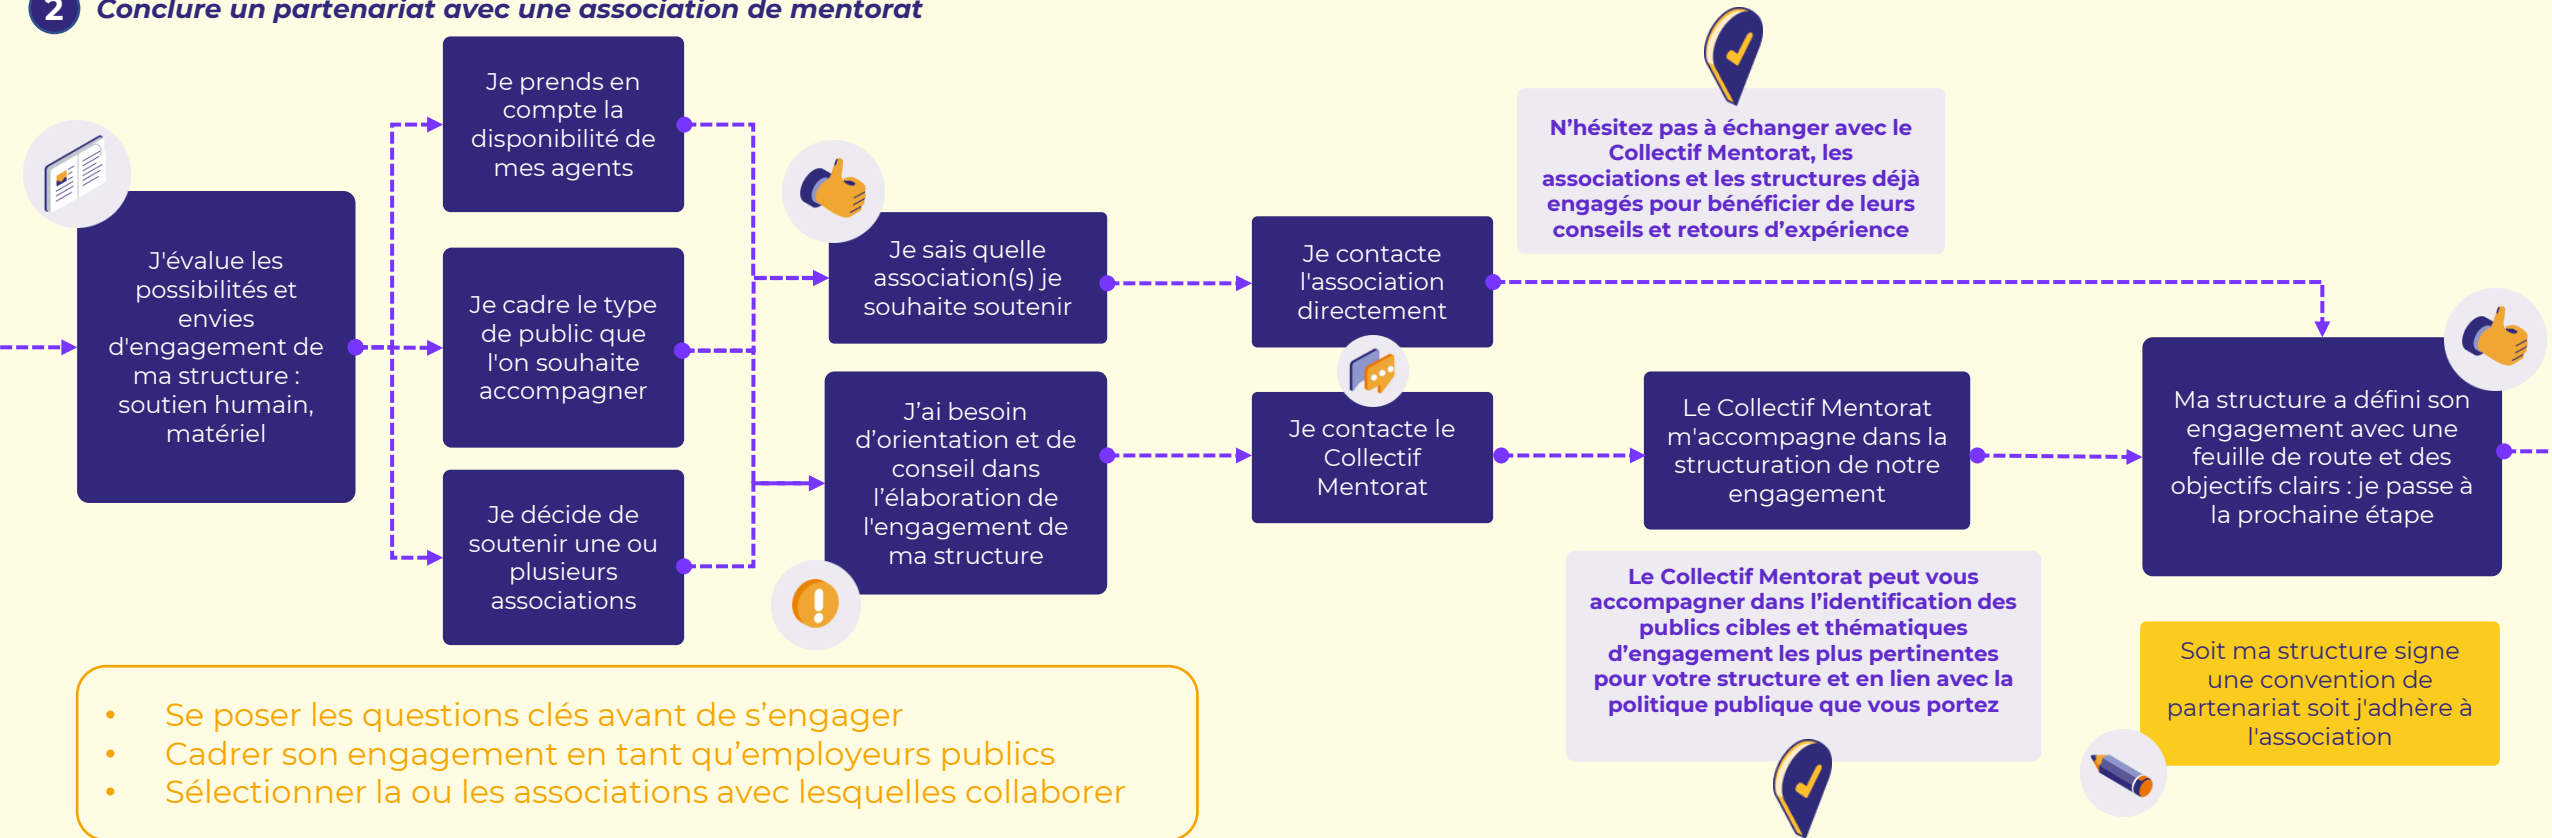 2 Conclure un partenariat avec une association de mentorat
J'évalue les
possibilités et
envies
d'engagement de
ma structure :
soutien humain,
matériel
Je prends en
compte la
disponibilité de
mes agents
Je cadre le type
de public que
l'on souhaite
accompagner
Je décide de
soutenir une ou
plusieurs
associations
Je sais quelle
association(s) je
souhaite soutenir
J’ai besoin
d’orientation et de
conseil dans
l’élaboration de
l'engagement de
ma structure
Je contacte
l'association
directement
Je contacte le
Collectif
Mentorat
N’hésitez pas à échanger avec le
Collectif Mentorat, les
associations et les structures déjà
engagés pour bénéficier de leurs
conseils et retours d’expérience
Le Collectif Mentorat
m'accompagne dans la
structuration de notre
engagement
Le Collectif Mentorat peut vous
accompagner dans l’identification des
publics cibles et thématiques
d’engagement les plus pertinentes
pour votre structure et en lien avec la
politique publique que vous portez
Ma structure a défini son
engagement avec une
feuille de route et des
objectifs clairs : je passe à
la prochaine étape
Soit ma structure signe
une convention de
partenariat soit j'adhère à
l'association
• Se poser les questions clés avant de s’engager
• Cadrer son engagement en tant qu’employeurs publics
• Sélectionner la ou les associations avec lesquelles collaborer